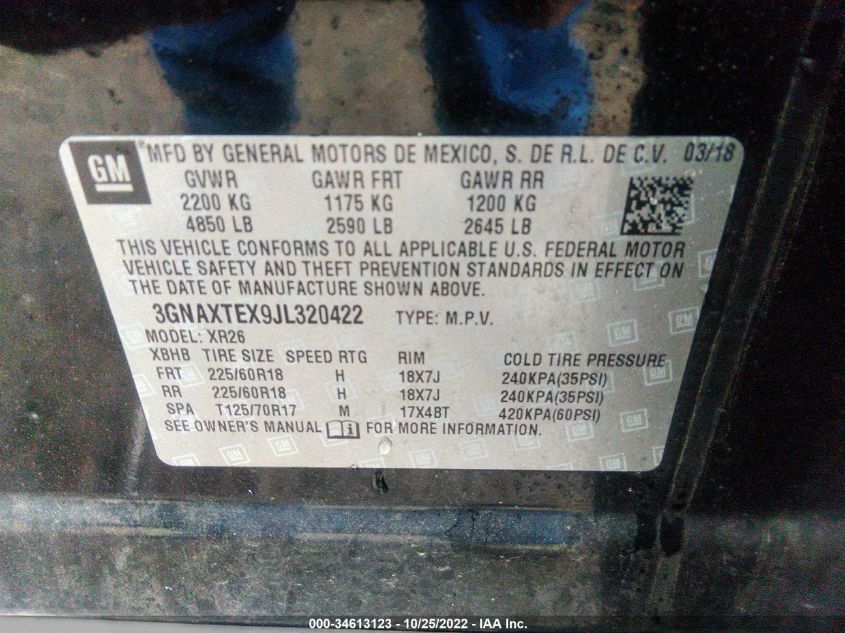 GM ®MFD BY GENERAL MOTORS DE MEXICO, S. DE R.L. DE C.V. 03/18
GVWR GAWR FRT GAWR RR
2200 KG 1175 KG 1200 KG
4850 LB 2590 LB 2645 LB
THIS VEHICLE CONFORMS TO ALL APPLICABLE U.S. FEDERAL MOTOR
VEHICLE SAFETY AND THEFT PREVENTION STANDARDS IN EFFECT ON
THE DATE OF MANUFACTURE SHOWN ABOVE.
3GNAXTEX9JL320422 TYPE: M.P.V.
MODEL: XR26
XBHB TIRE SIZE SPEED RTG RIM COLD TIRE PRESSURE
FRT 225/60R18 H 18X7J 240KPA(35PSI)
RR 225/60R18 H 18X7J 240KPA(35PSI)
SPA T125/70R17 M 17X4BT 420KPA(60PSI)
SEE OWNER'S MANUAL FOR MORE INFORMATION.
000-34613123 - 10/25/2022 - IAA Inc.